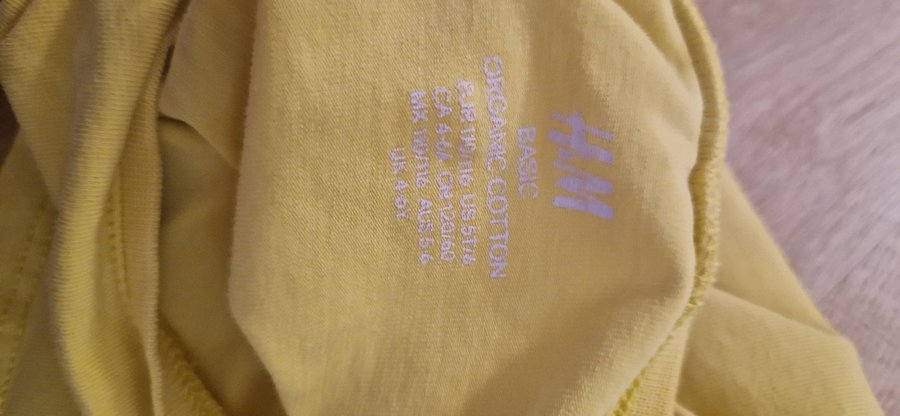 H&M
BASIC
ORGANIC COTTON
EUR 110/116 US 5T/6
CA 4-6 CN 120/60
MX 110/116 AUS 5-6
UK 4-6Y